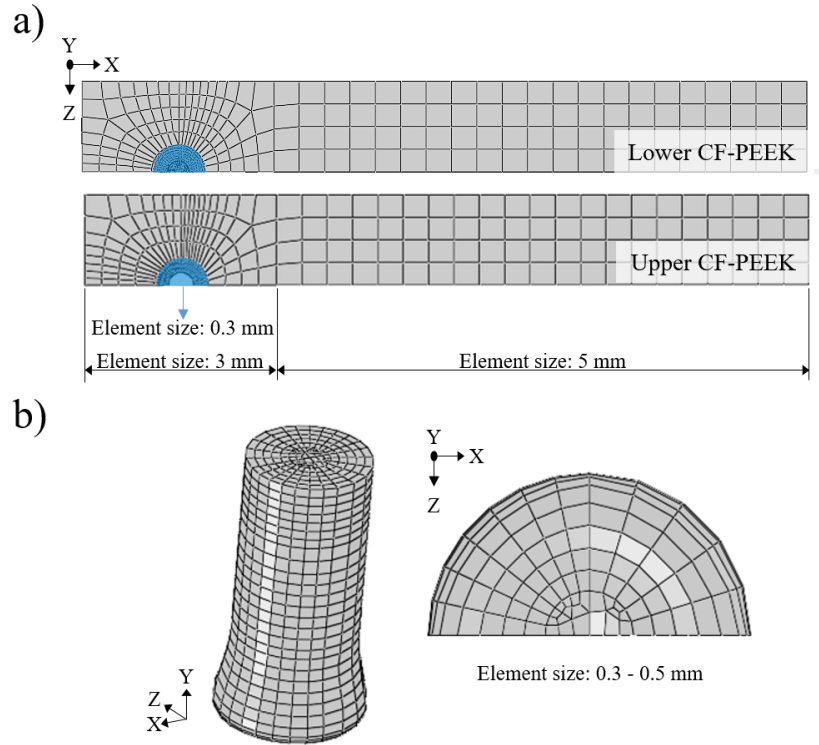 a)
Y
X
Z
Lower CF-PEEK
Upper CF-PEEK
Element size: 0.3 mm
Element size: 3 mm
Element size: 5 mm
b)
Y
X
Z
Element size: 0.3 - 0.5 mm
Y
Z
X